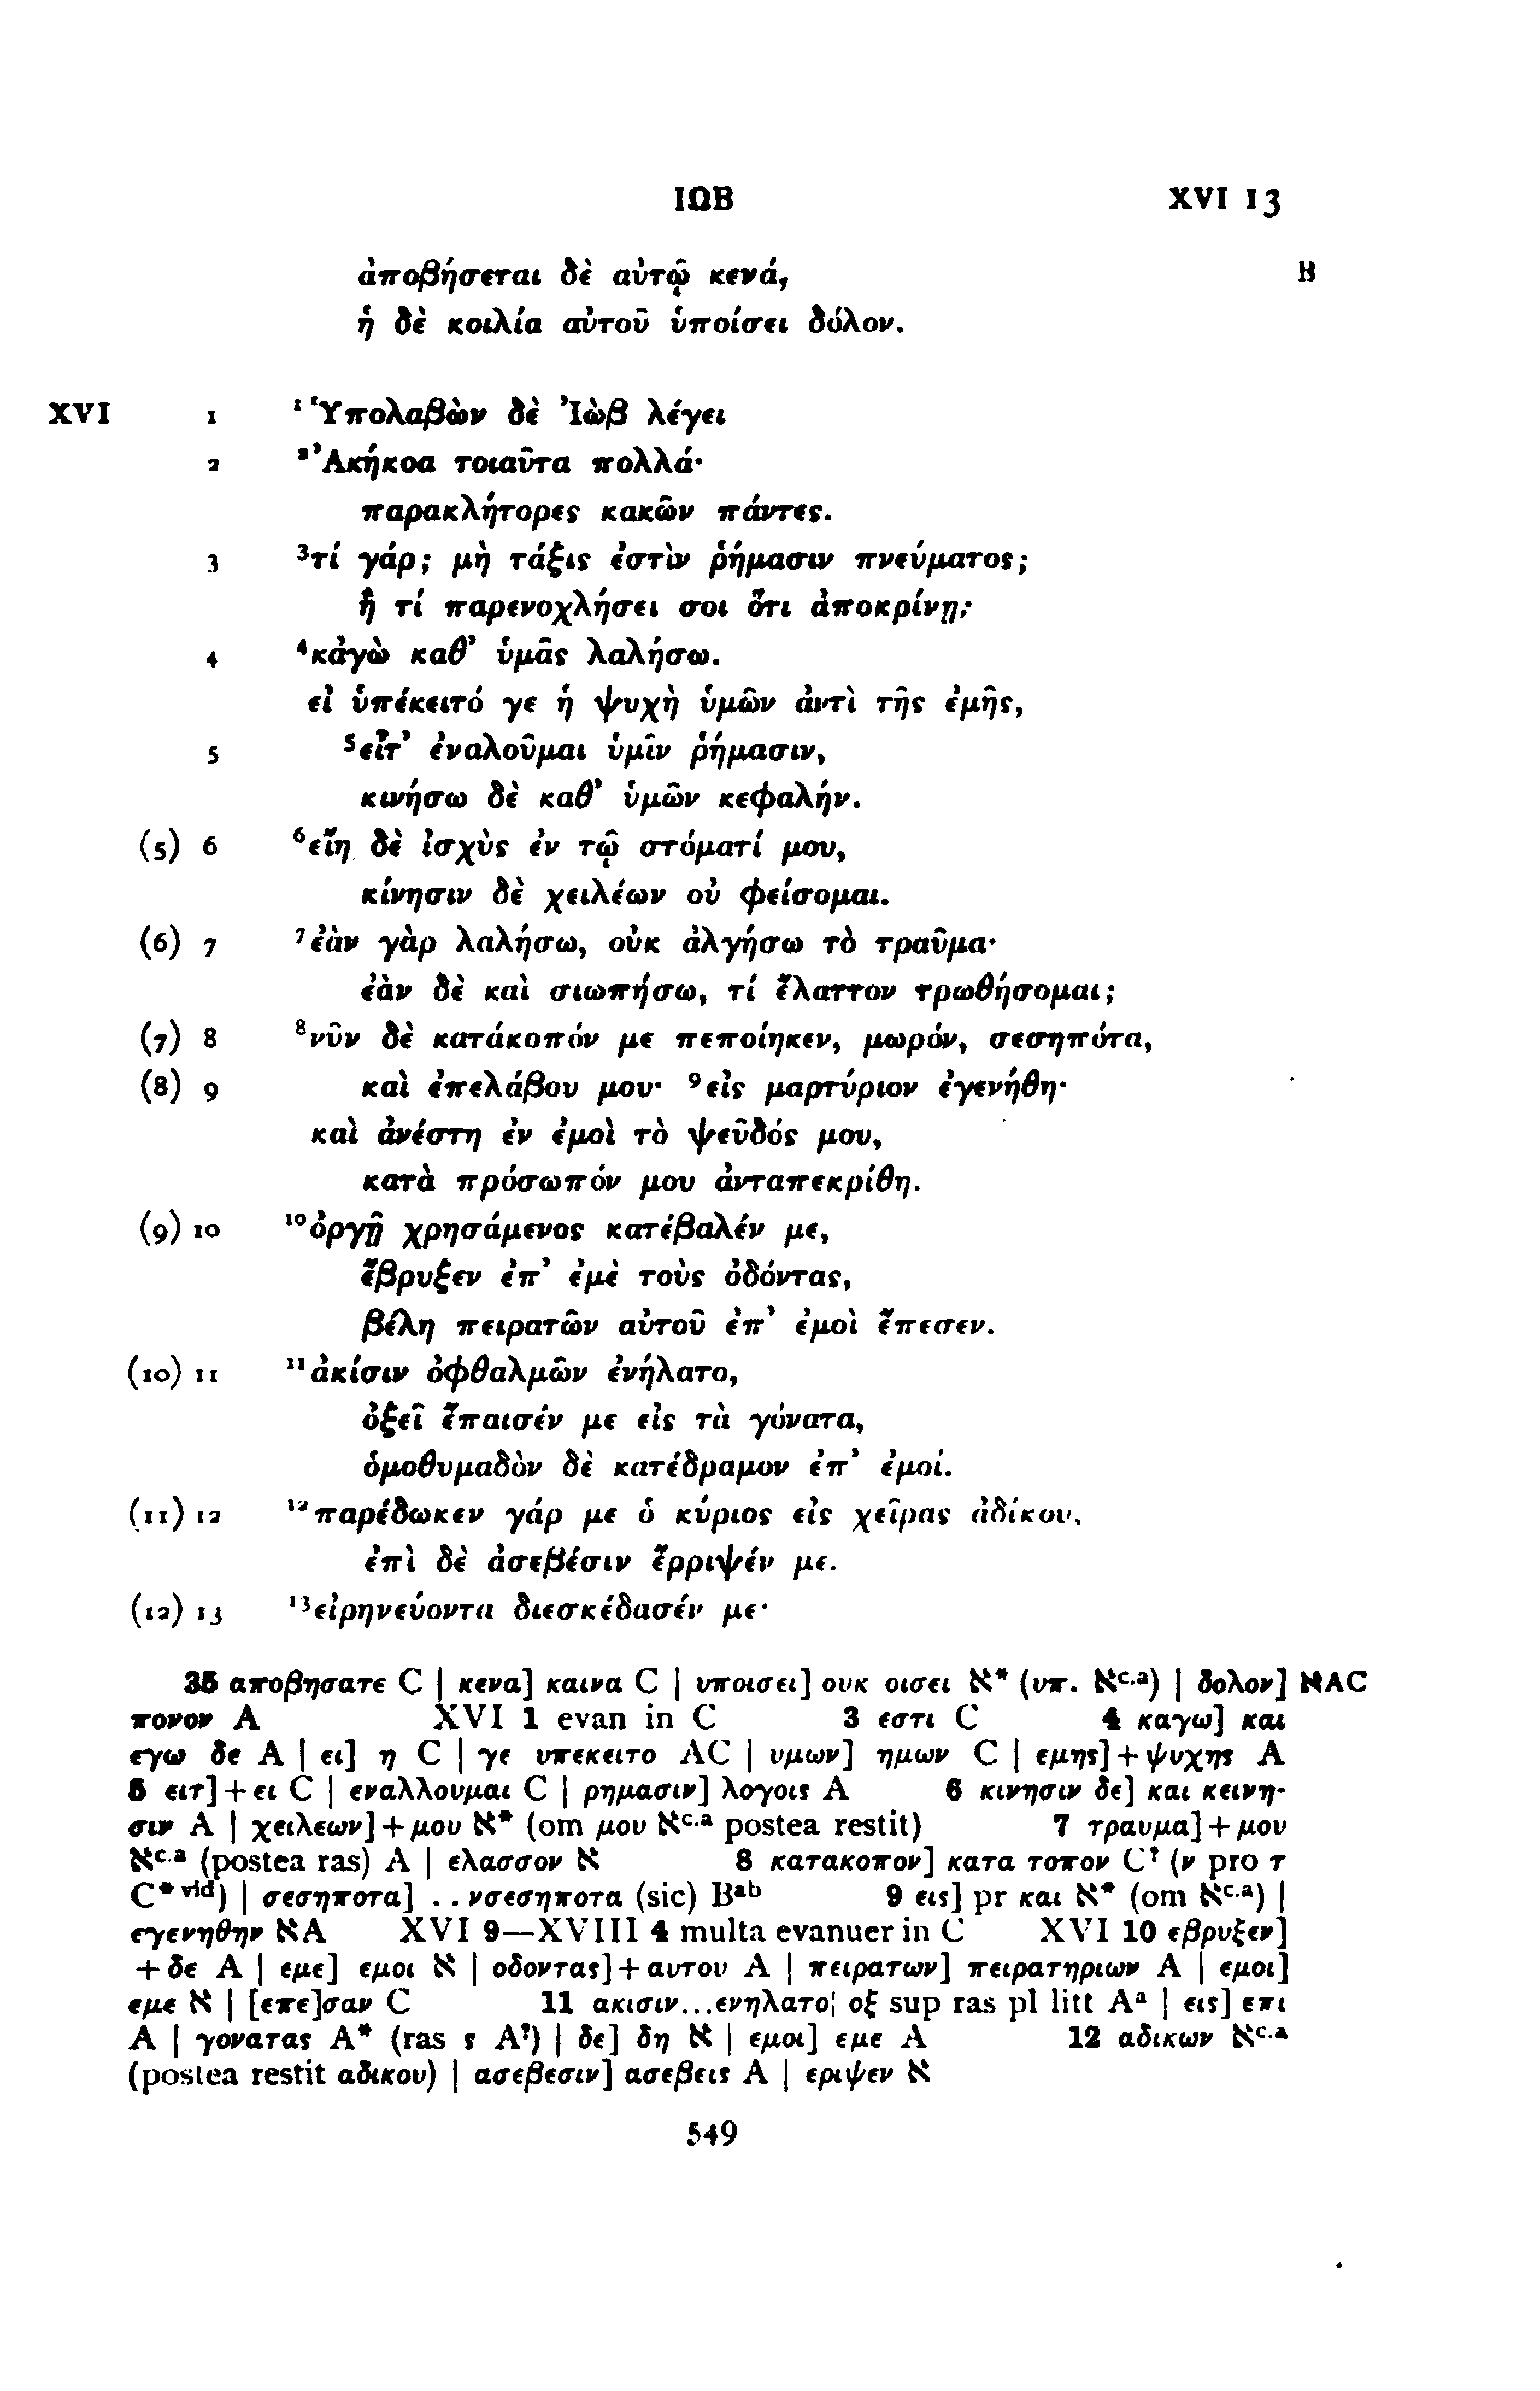 ΙΩΒ XVI 13
ἀποβήσεται δὲ αὐτῷ κενά, B
ἡ δὲ κοιλία αὐτοῦ ὑποίσει δόλον.
XVI 1 ¹Ὑπολαβὼν δὲ Ἰὼβ λέγει
2 ²Ἀκήκοα τοιαῦτα πολλά·
παρακλήτορες κακῶν πάντες.
3 ³τί γάρ; μὴ τάξις ἐστὶν ῥήμασιν πνεύματος;
ἢ τί παρενοχλήσει σοι ὅτι ἀποκρίνῃ;
4 ⁴κἀγὼ καθ’ ὑμᾶς λαλήσω.
εἰ ὑπέκειτό γε ἡ ψυχὴ ὑμῶν ἀντὶ τῆς ἐμῆς,
5 ⁵εἶτ’ ἐναλοῦμαι ὑμῖν ῥήμασιν,
κινήσω δὲ καθ’ ὑμῶν κεφαλήν.
(5) 6 ⁶εἴη δὲ ἰσχὺς ἐν τῷ στόματί μου,
κίνησιν δὲ χειλέων οὐ φείσομαι.
(6) 7 ⁷ἐὰν γὰρ λαλήσω, οὐκ ἀλγήσω τὸ τραῦμα·
ἐὰν δὲ καὶ σιωπήσω, τί ἔλαττον τρωθήσομαι;
(7) 8 ⁸νῦν δὲ κατάκοπόν με πεποίηκεν, μωρόν, σεσηπότα,
(8) 9 καὶ ἐπελάβου μου· ⁹εἰς μαρτύριον ἐγενήθη·
καὶ ἀνέστη ἐν ἐμοὶ τὸ ψεῦδός μου,
κατὰ πρόσωπόν μου ἀνταπεκρίθη.
(9) 10 ¹⁰ὀργῇ χρησάμενος κατέβαλέν με,
ἔβρυξεν ἐπ’ ἐμὲ τοὺς ὀδόντας,
βέλη πειρατῶν αὐτοῦ ἐπ’ ἐμοὶ ἔπεσεν.
(10) 11 ¹¹ἀκίσιν ὀφθαλμῶν ἐνήλατο,
ὀξεῖ ἔπαισέν με εἰς τὰ γόνατα,
ὁμοθυμαδὸν δὲ κατέδραμον ἐπ’ ἐμοί.
(11) 12 ¹²παρέδωκεν γάρ με ὁ κύριος εἰς χεῖρας ἀδίκου,
ἐπὶ δὲ ἀσεβέσιν ἔρριψέν με.
(12) 13 ¹³εἰρηνεύοντα διεσκέδασέν με·
35 αποβησατε C | κενα] καινα C | υποισει] ουκ οισει א* (υπ. אᶜ·ᵃ) | δολον] אAC
πονον A XVI 1 evan in C 3 εστι C 4 καγω] και
εγω δε A | ει] η C | γε υπεκειτο AC | υμων] ημων C | εμης]+ψυχης A
5 ειτ]+ει C | εναλλουμαι C | ρημασιν] λογοις A 6 κινησιν δε] και κεινη-
σιν A | χειλεων]+μου א* (om μου אᶜ·ᵃ postea restit) 7 τραυμα]+μου
אᶜ·ᵃ (postea ras) A | ελασσον א 8 κατακοπον] κατα τοπον C? (ν pro τ
C* ᵛⁱᵈ) | σεσηποτα] . . νσεσηποτα (sic) Bᵃᵇ 9 εις] pr και א* (om אᶜ·ᵃ) |
εγενηθην אA XVI 9—XVIII 4 multa evanuer in C XVI 10 εβρυξεν]
+δε A | εμε] εμοι א | οδοντας]+αυτου A | πειρατων] πειρατηριων A | εμοι]
εμε א | [επε]σαν C 11 ακισιν...ενηλατο¦ οξ sup ras pl litt Aᵃ | εις] επι
A | γονατας A* (ras ς A?) | δε] δη א | εμοι] εμε A 12 αδικων אᶜ·ᵃ
(postea restit αδικου) | ασεβεσιν] ασεβεις A | εριψεν א
549